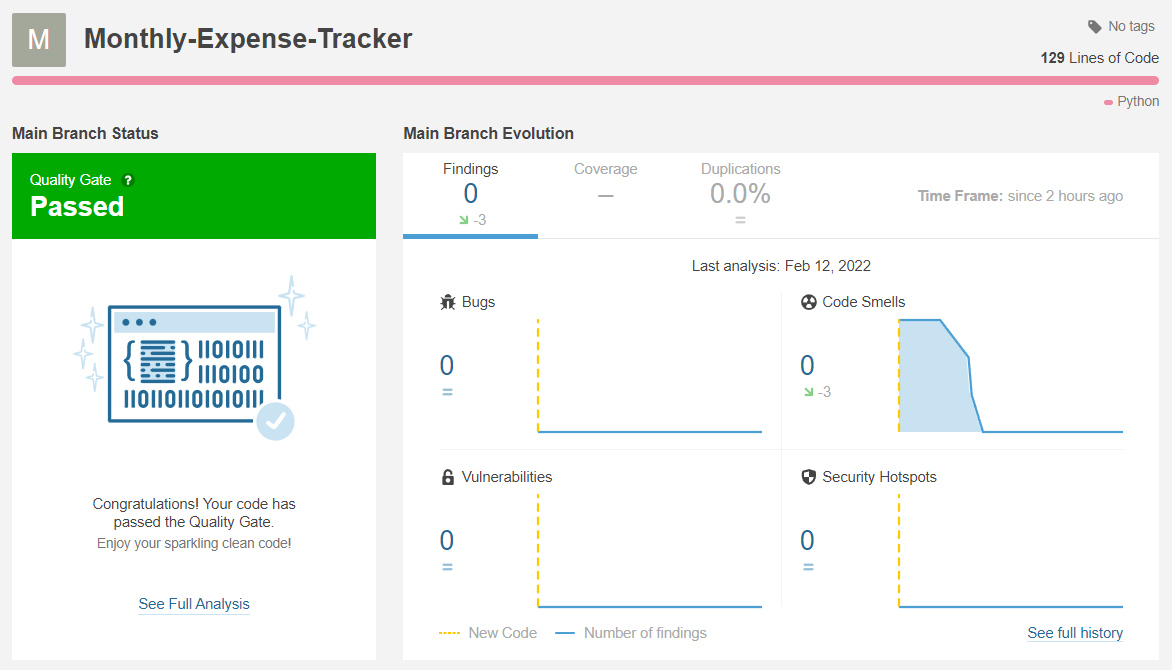 M
Monthly-Expense-Tracker
No tags
129 Lines of Code
Python
Main Branch Status
Quality Gate ?
Passed
{ } IIOIOIII
IIIOIOO
IIOIIOIIOIOIOIII
Congratulations! Your code has
passed the Quality Gate.
Enjoy your sparkling clean code!
See Full Analysis
Main Branch Evolution
Findings
0
-3
Coverage
—
Duplications
0.0%
=
Time Frame: since 2 hours ago
Last analysis: Feb 12, 2022
Bugs
0
=
Code Smells
0
-3
Vulnerabilities
0
=
Security Hotspots
0
=
New Code
Number of findings
See full history